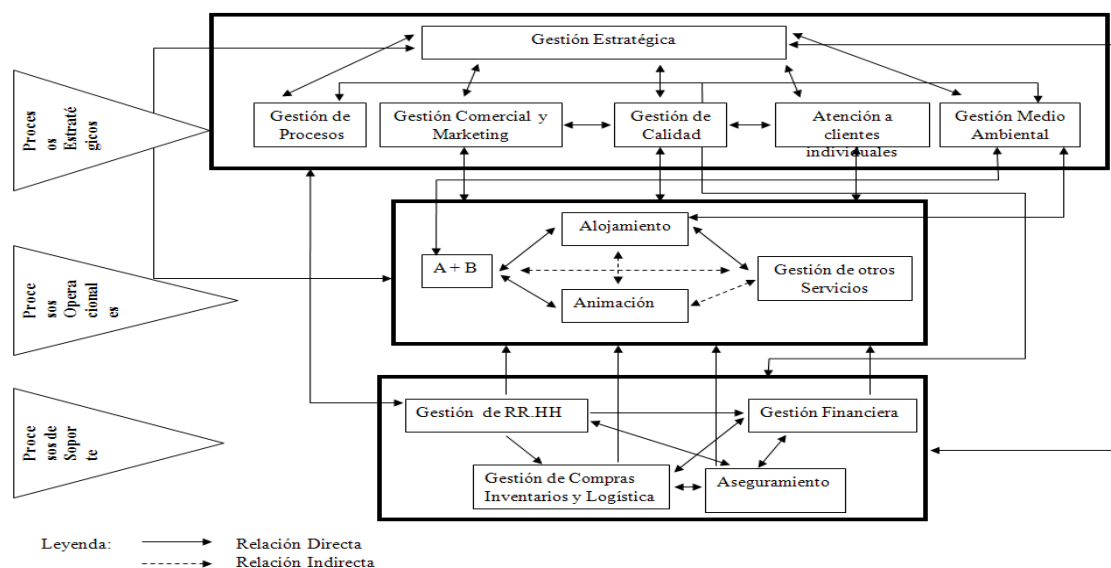 Gestión Estratégica
Proces
os
Estraté
gicos
Gestión de
Procesos
Gestión Comercial y
Marketing
Gestión de
Calidad
Atención a
clientes
individuales
Gestión Medio
Ambiental
Proce
sos
Opera
cional
es
Alojamiento
A + B
Gestión de otros
Servicios
Animación
Proce
sos de
Sopor
te
Gestión de RR.HH
Gestión Financiera
Gestión de Compras
Inventarios y Logística
Aseguramiento
Leyenda:
Relación Directa
Relación Indirecta